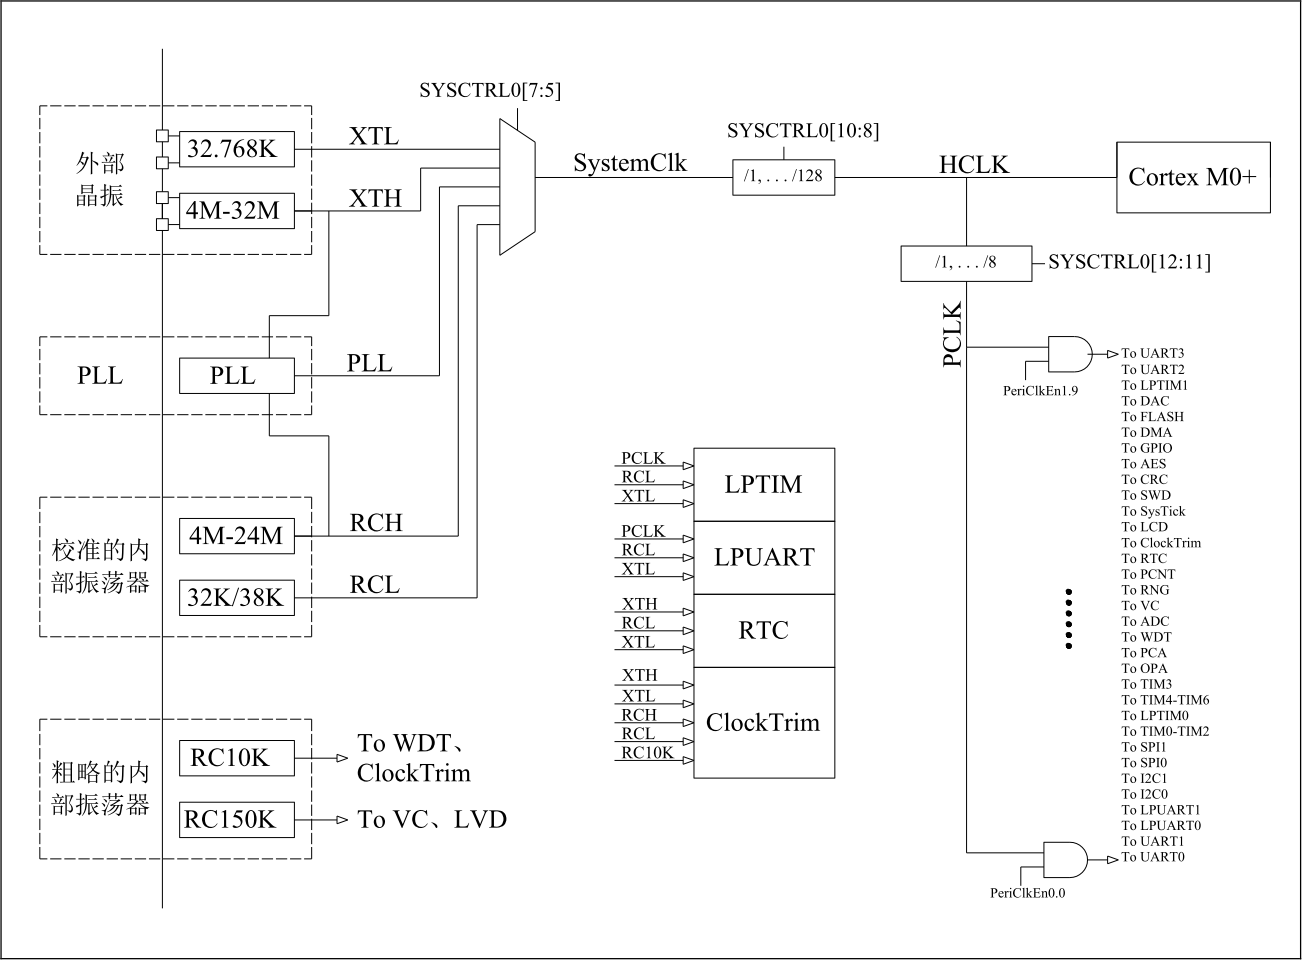 SYSCTRL0[7:5]
外部
晶振
32.768K
XTL
4M-32M
XTH
SystemClk
SYSCTRL0[10:8]
/1, . . . /128
HCLK
Cortex M0+
/1, . . . /8
SYSCTRL0[12:11]
PCLK
PLL
PLL
PLL
校准的内
部振荡器
4M-24M
RCH
32K/38K
RCL
粗略的内
部振荡器
RC10K
To WDT、
ClockTrim
RC150K
To VC、LVD
PCLK
RCL
XTL
LPTIM
PCLK
RCL
XTL
LPUART
XTH
RCL
XTL
RTC
XTH
XTL
RCH
RCL
RC10K
ClockTrim
PeriClkEn1.9
To UART3
To UART2
To LPTIM1
To DAC
To FLASH
To DMA
To GPIO
To AES
To CRC
To SWD
To SysTick
To LCD
To ClockTrim
To RTC
To PCNT
To RNG
To VC
To ADC
To WDT
To PCA
To OPA
To TIM3
To TIM4-TIM6
To LPTIM0
To TIM0-TIM2
To SPI1
To SPI0
To I2C1
To I2C0
To LPUART1
To LPUART0
To UART1
To UART0
PeriClkEn0.0